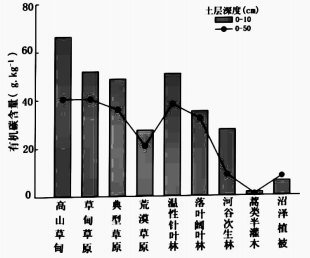 土层深度(cm)
0-10
0-50
有机碳含量( g.kg⁻¹)
80
60
40
20
0
高山草甸
草甸草原
典型草原
荒漠草原
温性针叶林
落叶阔叶林
河谷次生林
蒿类半灌木
沼泽植被